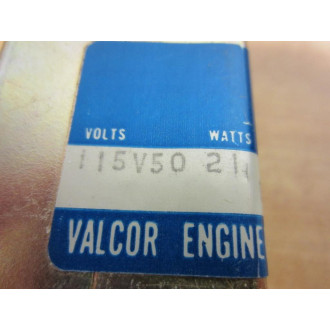 VOLTS WATTS
115V50 21
VALCOR ENGINE